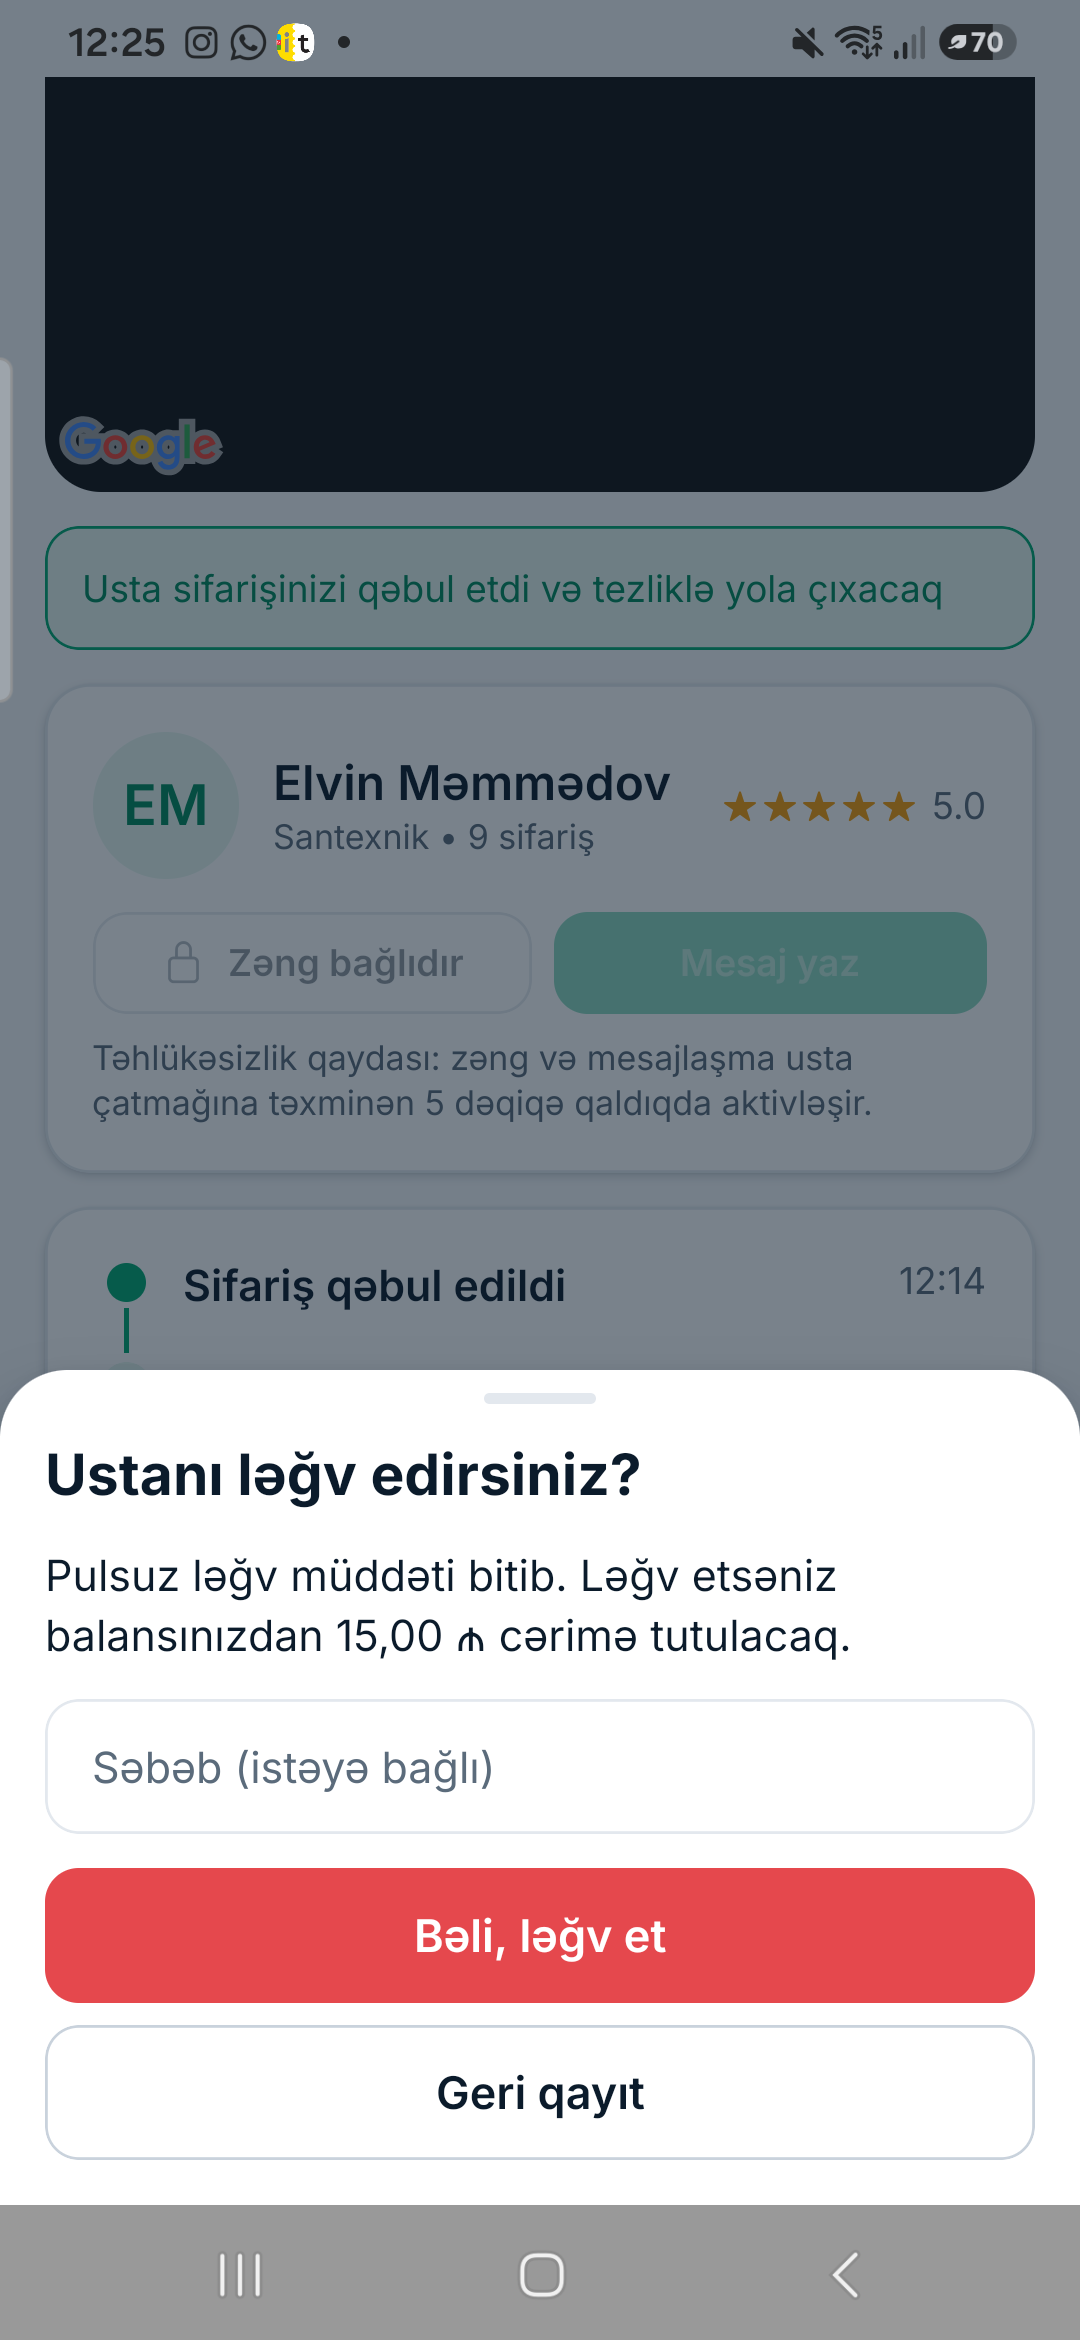 12:25
5
70
Google
Usta sifarişinizi qəbul etdi və tezliklə yola çıxacaq
EM
Elvin Məmmədov
Santexnik • 9 sifariş
5.0
Zəng bağlıdır
Mesaj yaz
Təhlükəsizlik qaydası: zəng və mesajlaşma usta
çatmağına təxminən 5 dəqiqə qaldıqda aktivləşir.
Sifariş qəbul edildi
12:14
Ustanı ləğv edirsiniz?
Pulsuz ləğv müddəti bitib. Ləğv etsəniz
balansınızdan 15,00 ₼ cərimə tutulacaq.
Səbəb (istəyə bağlı)
Bəli, ləğv et
Geri qayıt